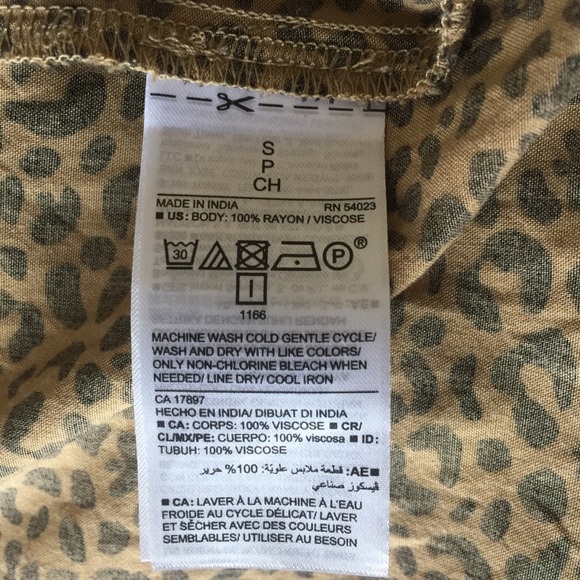 S
P
CH
MADE IN INDIA RN 54023
■ US: BODY: 100% RAYON / VISCOSE
30 P®
1166
MACHINE WASH COLD GENTLE CYCLE/
WASH AND DRY WITH LIKE COLORS/
ONLY NON-CHLORINE BLEACH WHEN
NEEDED/ LINE DRY/ COOL IRON
CA 17897
HECHO EN INDIA/ DIBUAT DI INDIA
■ CA: CORPS: 100% VISCOSE ■ CR/
CL/MX/PE: CUERPO: 100% viscosa ■ ID:
TUBUH: 100% VISCOSE
■AE: قطعة ملابس علويّة: 100% حرير
ڤيسكوز صناعي
■ CA: LAVER À LA MACHINE À L'EAU
FROIDE AU CYCLE DÉLICAT/ LAVER
ET SÉCHER AVEC DES COULEURS
SEMBLABLES/ UTILISER AU BESOIN